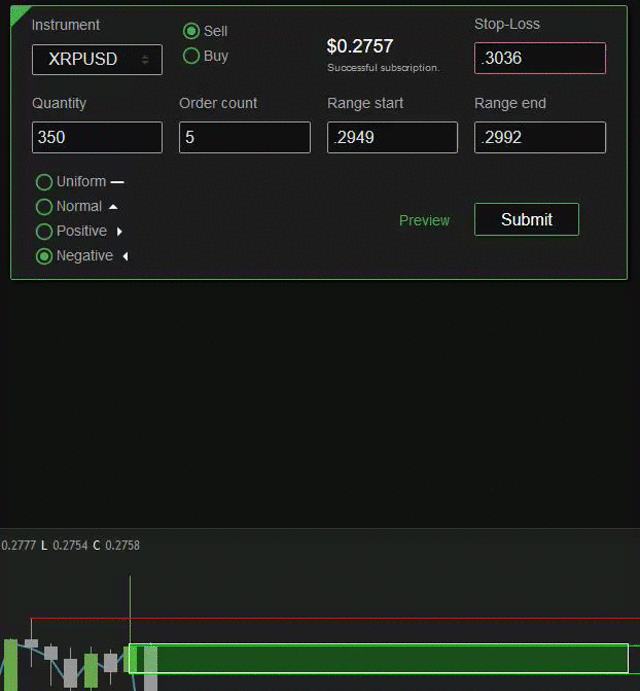 Instrument
Sell
Stop-Loss
XRPUSD
Buy
$0.2757
Successful subscription.
.3036
Quantity
Order count
Range start
Range end
350
5
.2949
.2992
Uniform
Normal
Positive
Negative
Preview
Submit
0.2777 L 0.2754 C 0.2758